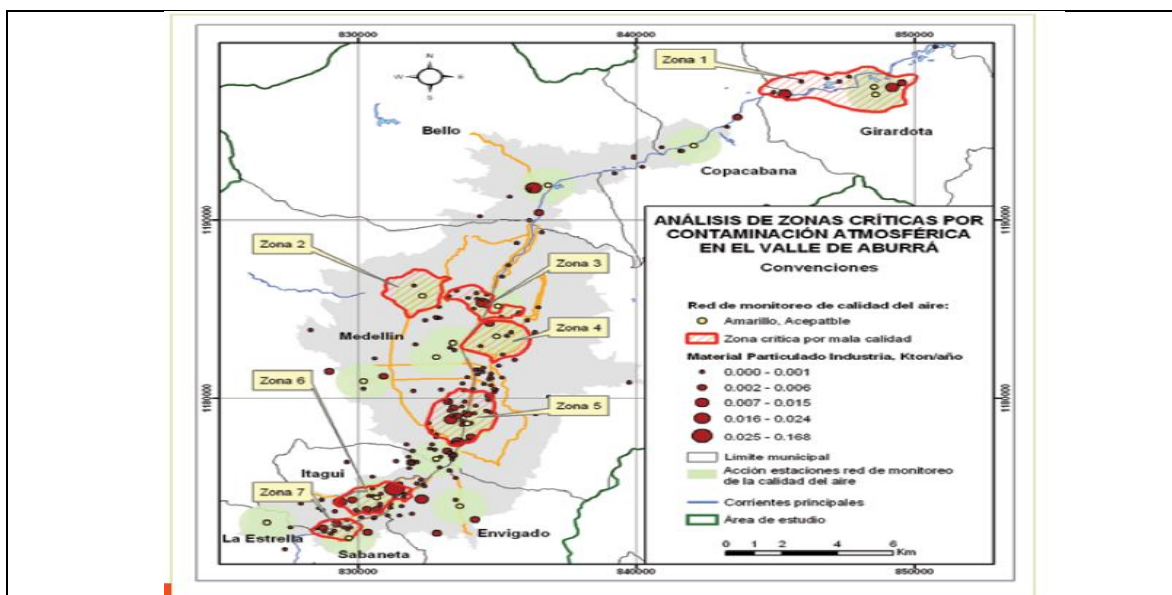 830000
840000
850000
Zona 1
N
W
E
S
Bello
Girardota
Copacabana
1190000
Zona 2
Zona 3
Medellín
Zona 4
Zona 6
1180000
Zona 5
Itagui
Zona 7
La Estrella
Envigado
Sabaneta
ANÁLISIS DE ZONAS CRÍTICAS POR
CONTAMINACIÓN ATMOSFÉRICA
EN EL VALLE DE ABURRÁ
Convenciones
Red de monitoreo de calidad del aire:
Amarillo, Acepatble
Zona crítica por mala calidad
Material Particulado Industria, Kton/año
0.000 - 0.001
0.002 - 0.006
0.007 - 0.015
0.016 - 0.024
0.025 - 0.168
Límite municipal
Acción estaciones red de monitoreo
de la calidad del aire
Corrientes principales
Área de estudio
0 1 2 4 6
Km
1190000
1180000
830000
840000
850000